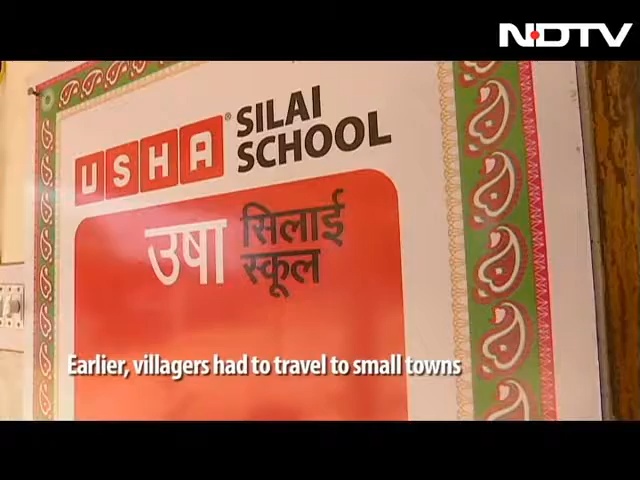 NDTV
USHA® SILAI
SCHOOL
उषा सिलाई
स्कूल
Earlier, villagers had to travel to small towns